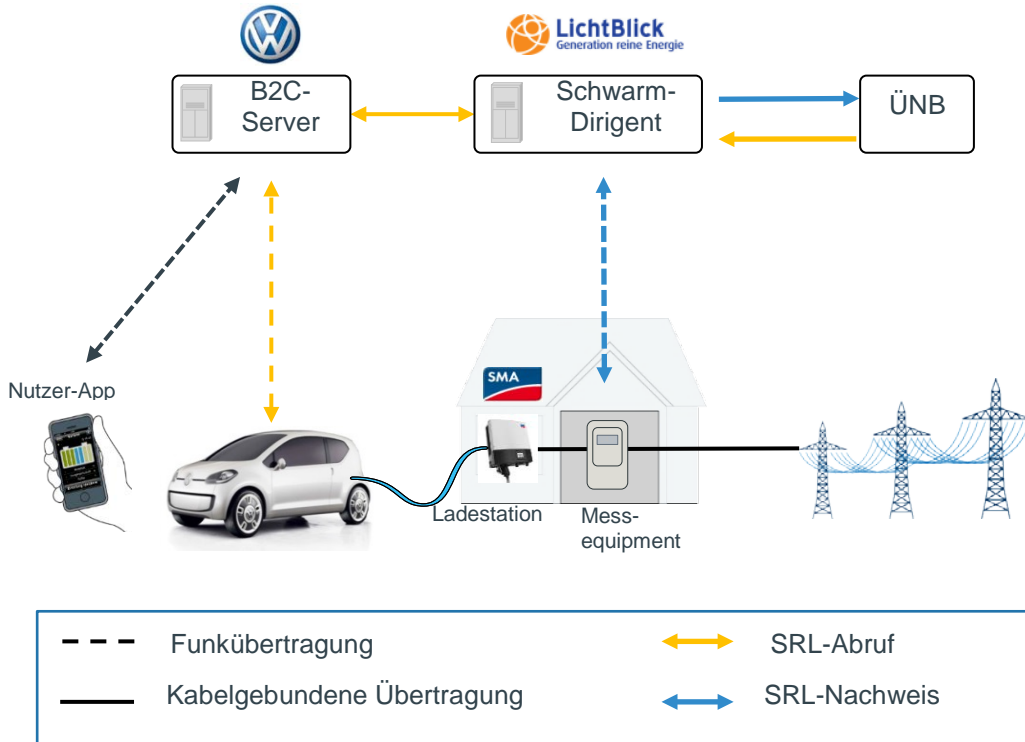 LichtBlick
Generation reine Energie
B2C-
Server
Schwarm-
Dirigent
ÜNB
Nutzer-App
SMA
Ladestation
Mess-
equipment
Funkübertragung
SRL-Abruf
Kabelgebundene Übertragung
SRL-Nachweis